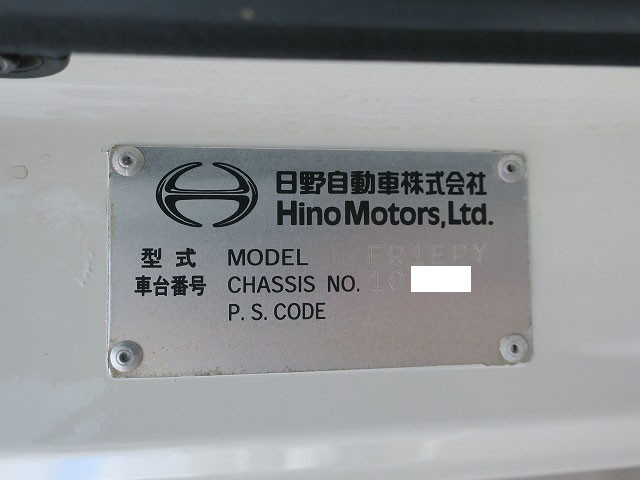 日野自動車株式会社
Hino Motors, Ltd.
型式 MODEL FR1EPY
車台番号 CHASSIS NO. 10
P.S.CODE